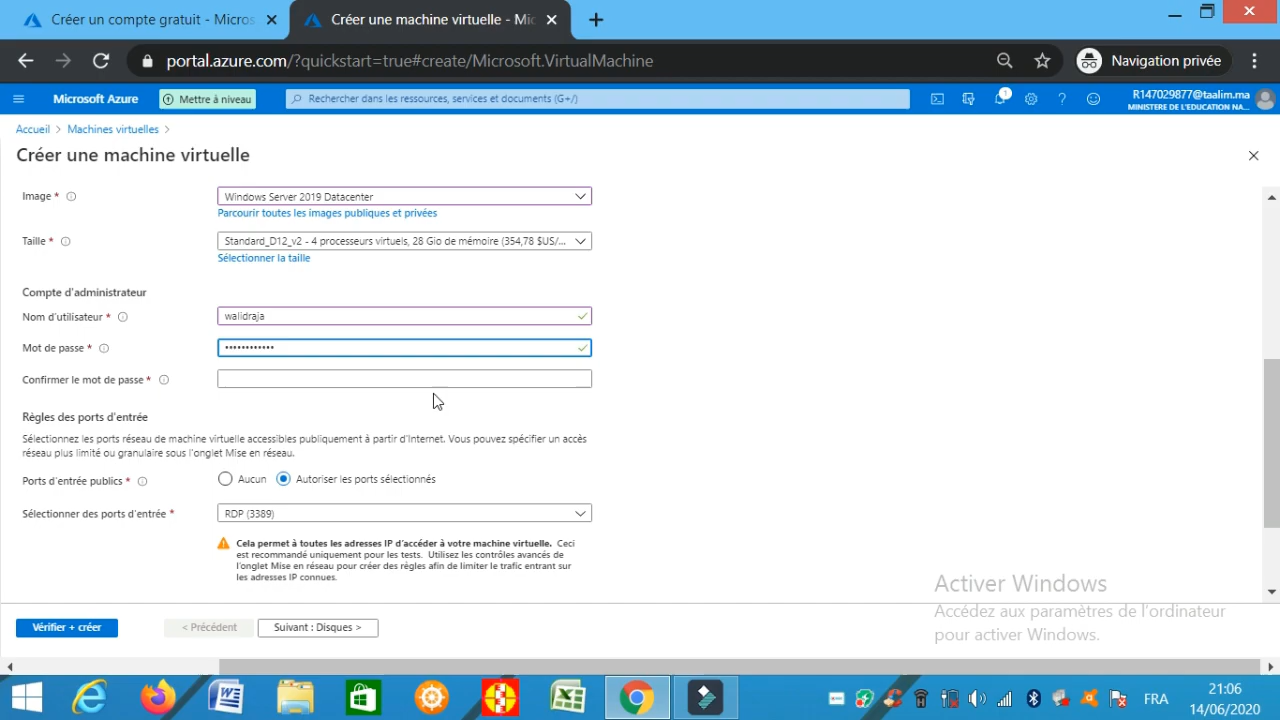 Créer un compte gratuit - Micros
Créer une machine virtuelle - Mic
portal.azure.com/?quickstart=true#create/Microsoft.VirtualMachine
Navigation privée
Microsoft Azure
Mettre à niveau
Rechercher dans les ressources, services et documents (G+/)
1
R147029877@taalim.ma
MINISTERE DE L'EDUCATION NA...
Accueil > Machines virtuelles >
Créer une machine virtuelle
Image *
Windows Server 2019 Datacenter
Parcourir toutes les images publiques et privées
Taille *
Standard_D12_v2 - 4 processeurs virtuels, 28 Gio de mémoire (354,78 $US/...
Sélectionner la taille
Compte d'administrateur
Nom d'utilisateur *
walidraja
Mot de passe *
••••••••••••
Confirmer le mot de passe *
Règles des ports d'entrée
Sélectionnez les ports réseau de machine virtuelle accessibles publiquement à partir d'Internet. Vous pouvez spécifier un accès
réseau plus limité ou granulaire sous l'onglet Mise en réseau.
Ports d'entrée publics *
Aucun
Autoriser les ports sélectionnés
Sélectionner des ports d'entrée *
RDP (3389)
Cela permet à toutes les adresses IP d'accéder à votre machine virtuelle. Ceci
est recommandé uniquement pour les tests. Utilisez les contrôles avancés de
l'onglet Mise en réseau pour créer des règles afin de limiter le trafic entrant sur
les adresses IP connues.
Activer Windows
Accédez aux paramètres de l'ordinateur
pour activer Windows.
Vérifier + créer
< Précédent
Suivant : Disques >
FRA
21:06
14/06/2020